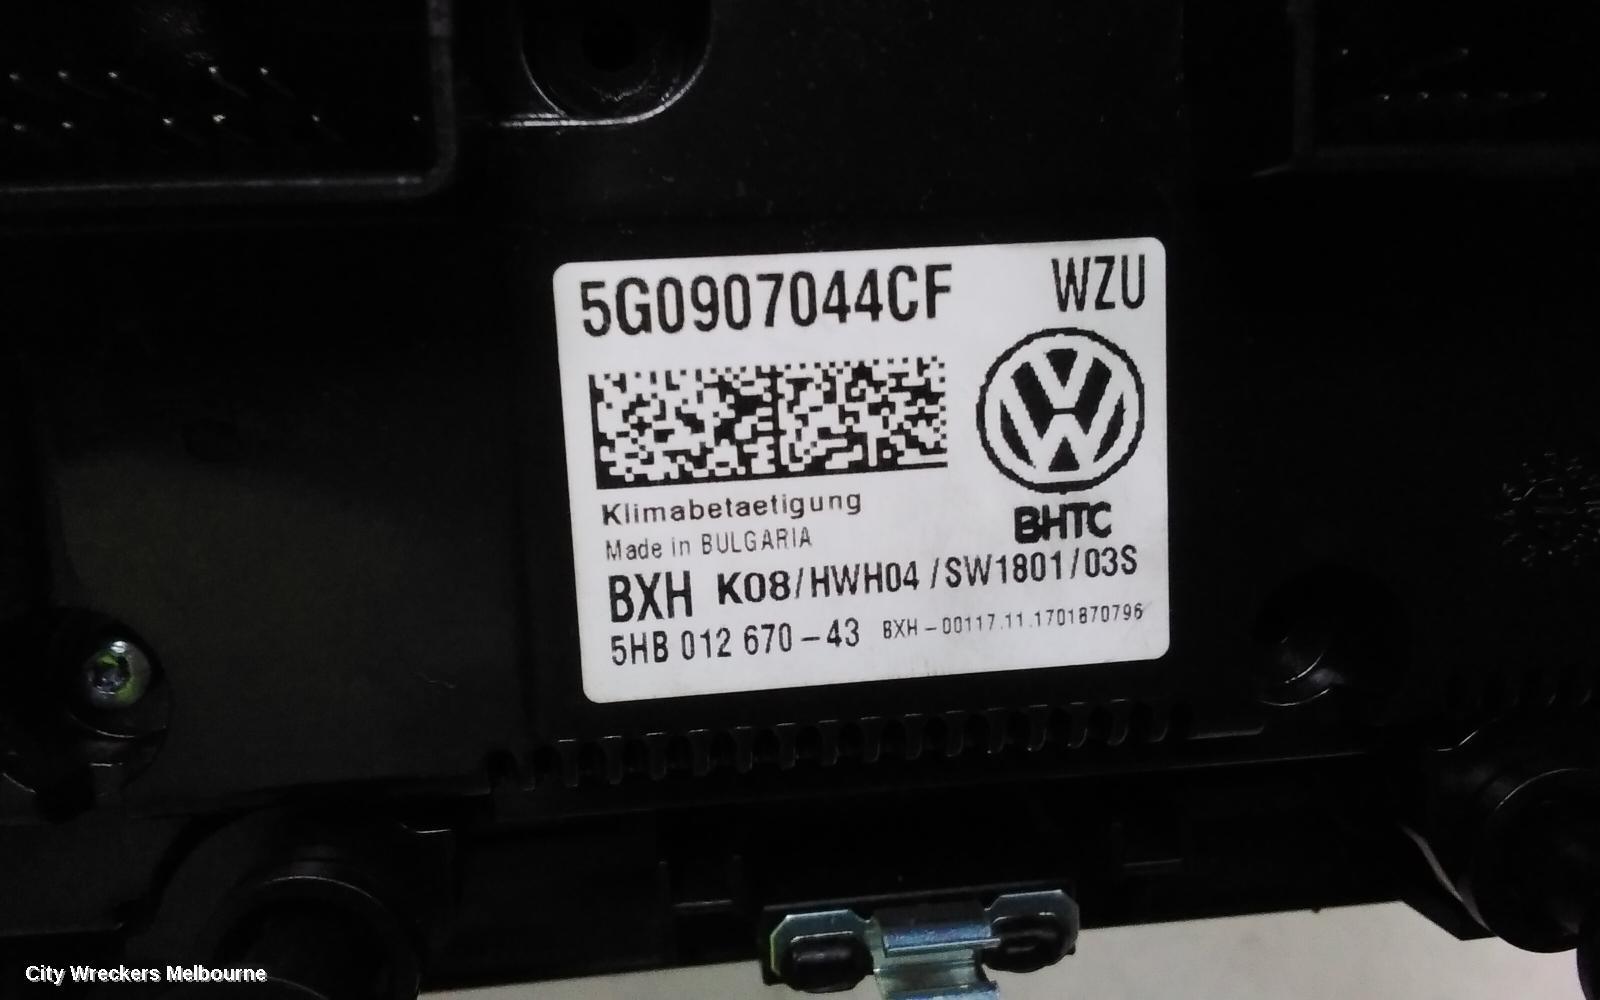 5G0907044CF WZU
Klimabetaetigung
BHTC
Made in BULGARIA
BXH K08/HWH04/SW1801/03S
5HB 012 670-43 BXH-00117.11.1701870796
City Wreckers Melbourne